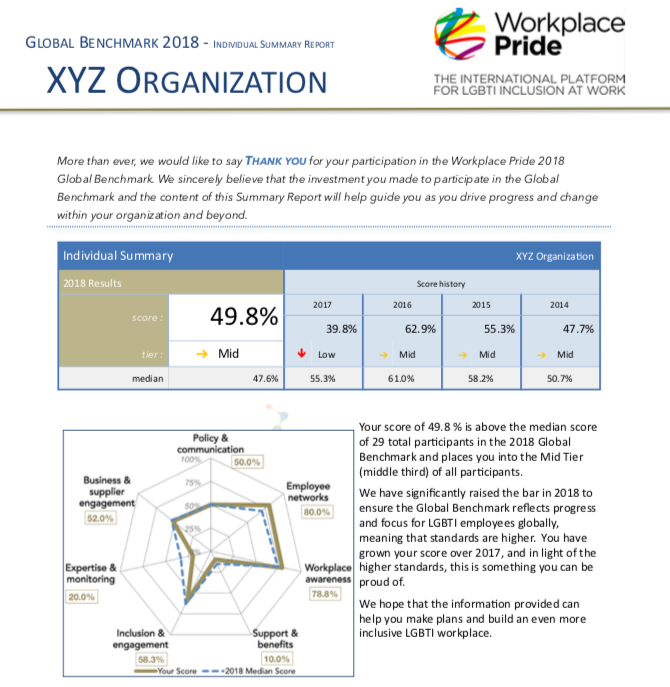 GLOBAL BENCHMARK 2018 - INDIVIDUAL SUMMARY REPORT
XYZ ORGANIZATION
Workplace
Pride
THE INTERNATIONAL PLATFORM
FOR LGBTI INCLUSION AT WORK
More than ever, we would like to say THANK YOU for your participation in the Workplace Pride 2018
Global Benchmark. We sincerely believe that the investment you made to participate in the Global
Benchmark and the content of this Summary Report will help guide you as you drive progress and change
within your organization and beyond.
Individual Summary XYZ Organization
2018 Results Score history
score : 49.8%
2017 2016 2015 2014
39.8% 62.9% 55.3% 47.7%
tier : Mid Low Mid Mid Mid
median 47.6% 55.3% 61.0% 58.2% 50.7%
Policy &
communication
50.0%
100%
75%
50%
25%
Employee
networks
80.0%
Workplace
awareness
78.8%
Support &
benefits
10.0%
Inclusion &
engagement
58.3%
Expertise &
monitoring
20.0%
Business &
supplier
engagement
52.0%
Your Score 2018 Median Score
Your score of 49.8 % is above the median score
of 29 total participants in the 2018 Global
Benchmark and places you into the Mid Tier
(middle third) of all participants.
We have significantly raised the bar in 2018 to
ensure the Global Benchmark reflects progress
and focus for LGBTI employees globally,
meaning that standards are higher. You have
grown your score over 2017, and in light of the
higher standards, this is something you can be
proud of.
We hope that the information provided can
help you make plans and build an even more
inclusive LGBTI workplace.